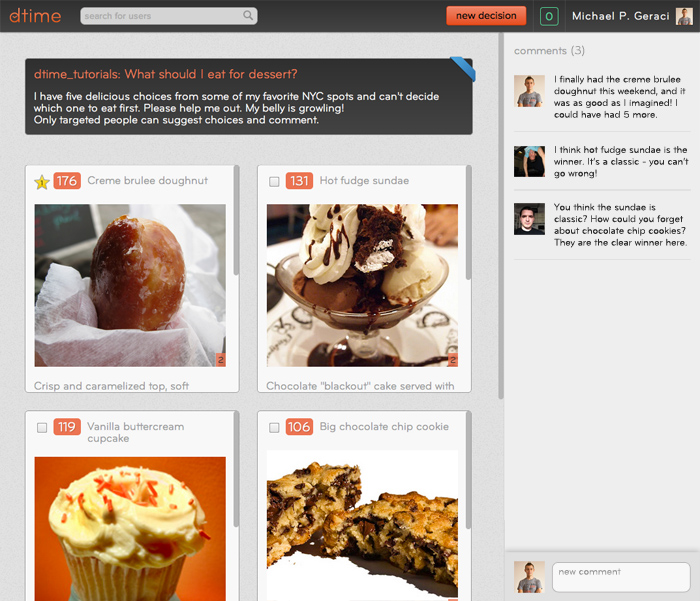 dtime
search for users
new decision
0
Michael P. Geraci
dtime_tutorials: What should I eat for dessert?
I have five delicious choices from some of my favorite NYC spots and can't decide
which one to eat first. Please help me out. My belly is growling!
Only targeted people can suggest choices and comment.
1
176
Creme brulee doughnut
2
Crisp and caramelized top, soft
131
Hot fudge sundae
2
Chocolate "blackout" cake served with
119
Vanilla buttercream
cupcake
106
Big chocolate chip cookie
comments (3)
I finally had the creme brulee
doughnut this weekend, and it
was as good as I imagined! I
could have had 5 more.
I think hot fudge sundae is the
winner. It's a classic - you can't
go wrong!
You think the sundae is
classic? How could you forget
about chocolate chip cookies?
They are the clear winner here.
new comment